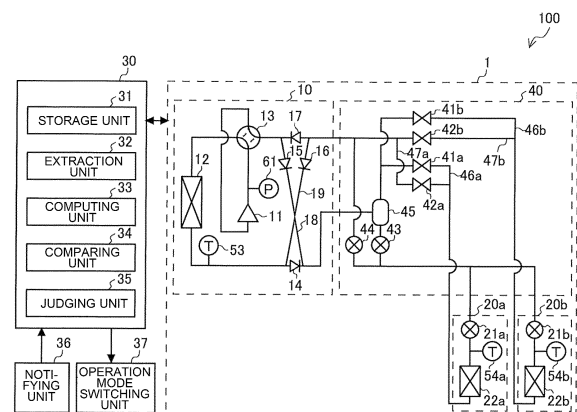 100
30
1
31
STORAGE UNIT
32
EXTRACTION UNIT
33
COMPUTING UNIT
34
COMPARING UNIT
35
JUDGING UNIT
36
NOTI-FYING UNIT
37
OPERATION MODE SWITCHING UNIT
10
13
17
15
16
12
61
P
11
19
18
T
53
14
40
41b
42b
46b
47a
41a
46a
47b
42a
45
44
43
20a
20b
21a
21b
T
54a
22a
T
54b
22b